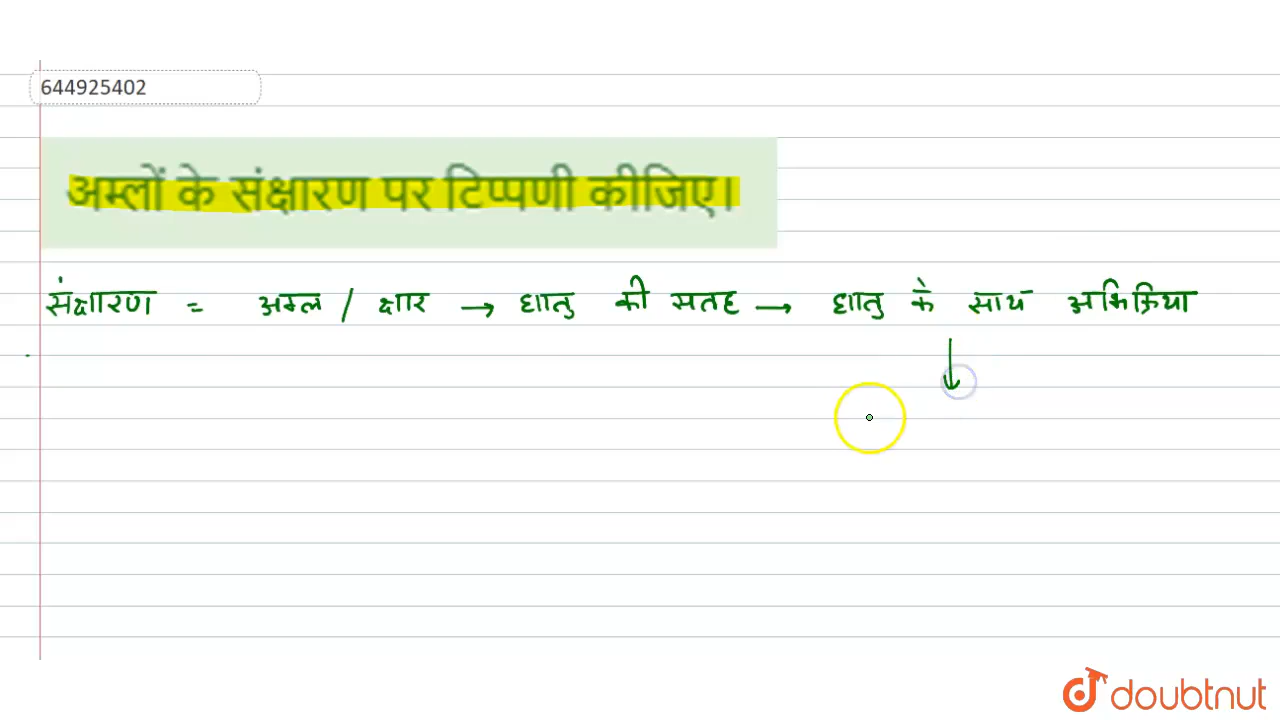 644925402
अम्लों के संक्षारण पर टिप्पणी कीजिए।
संक्षारण = अम्ल / क्षार → धातु की सतह → धातु के साथ अभिक्रिया
doubtnut